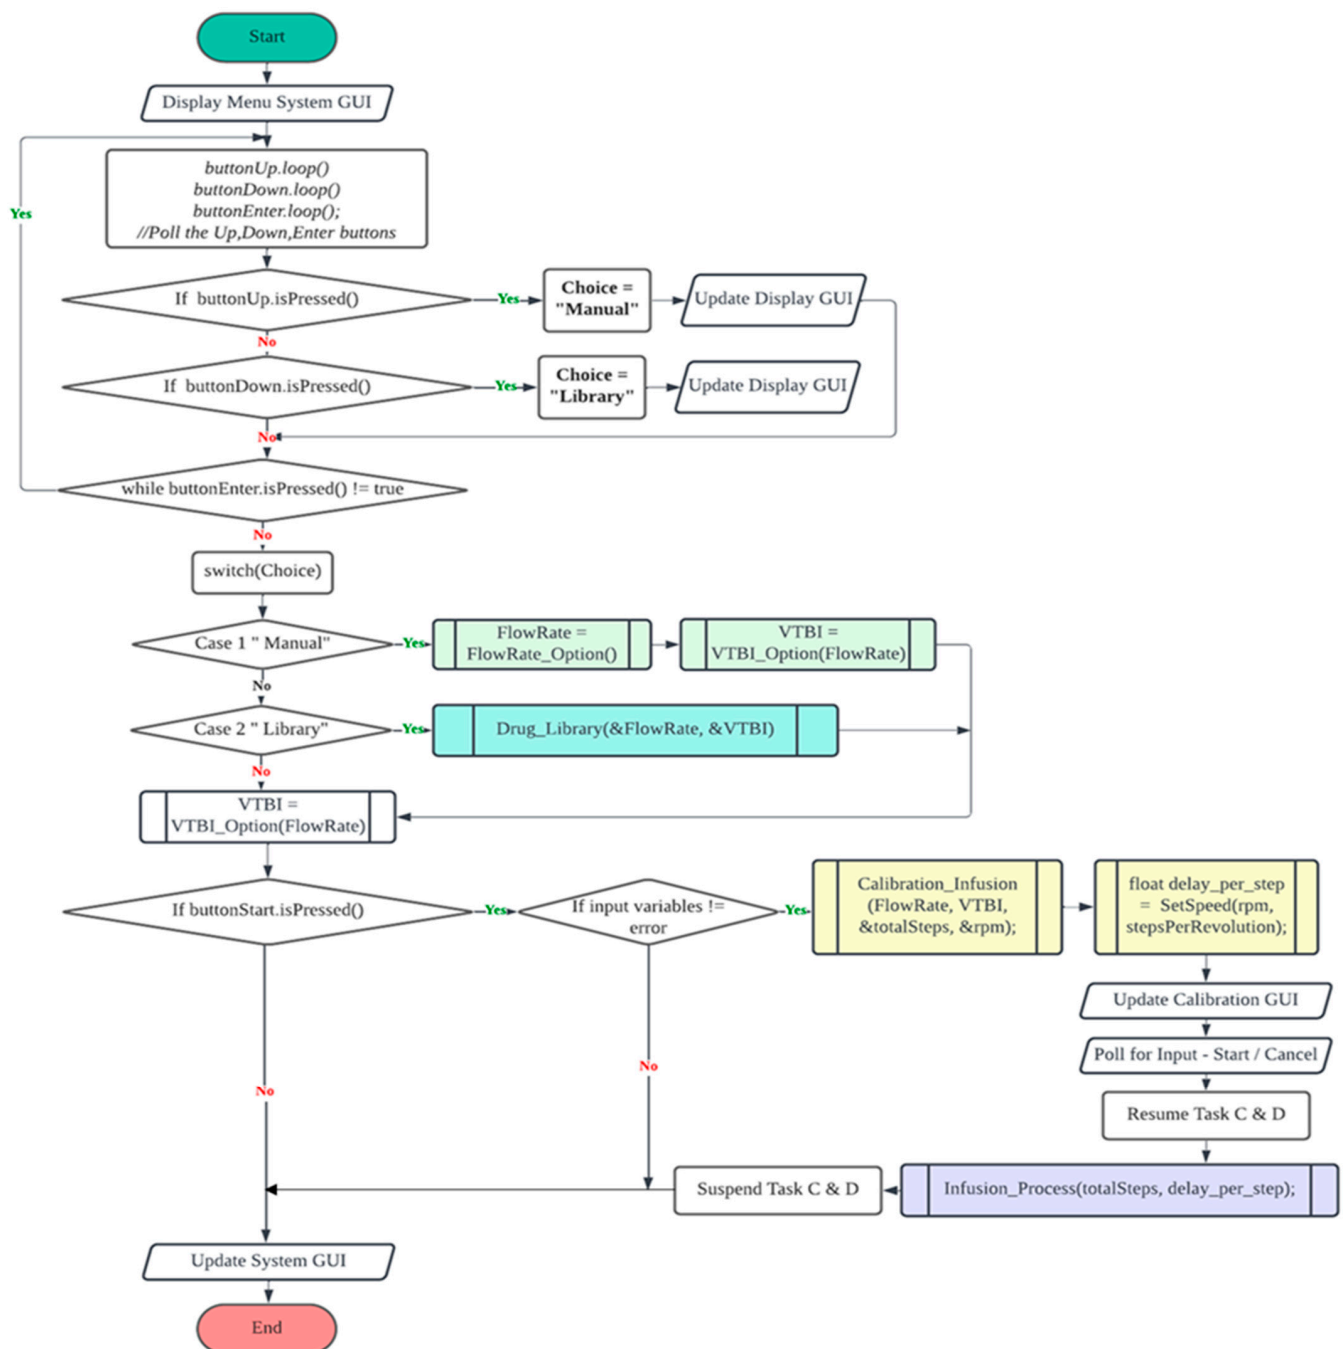 Start
Display Menu System GUI
buttonUp.loop()
buttonDown.loop()
buttonEnter.loop();
//Poll the Up,Down,Enter buttons
Yes
If buttonUp.isPressed()
Yes
Choice =
"Manual"
Update Display GUI
No
If buttonDown.isPressed()
Yes
Choice =
"Library"
Update Display GUI
No
while buttonEnter.isPressed() != true
No
switch(Choice)
Case 1 " Manual"
Yes
FlowRate =
FlowRate_Option()
VTBI =
VTBI_Option(FlowRate)
No
Case 2 " Library"
Yes
Drug_Library(&FlowRate, &VTBI)
No
VTBI =
VTBI_Option(FlowRate)
If buttonStart.isPressed()
Yes
If input variables !=
error
Yes
Calibration_Infusion
(FlowRate, VTBI,
&totalSteps, &rpm);
float delay_per_step
= SetSpeed(rpm,
stepsPerRevolution);
Update Calibration GUI
Poll for Input - Start / Cancel
No
No
Resume Task C & D
Suspend Task C & D
Infusion_Process(totalSteps, delay_per_step);
Update System GUI
End